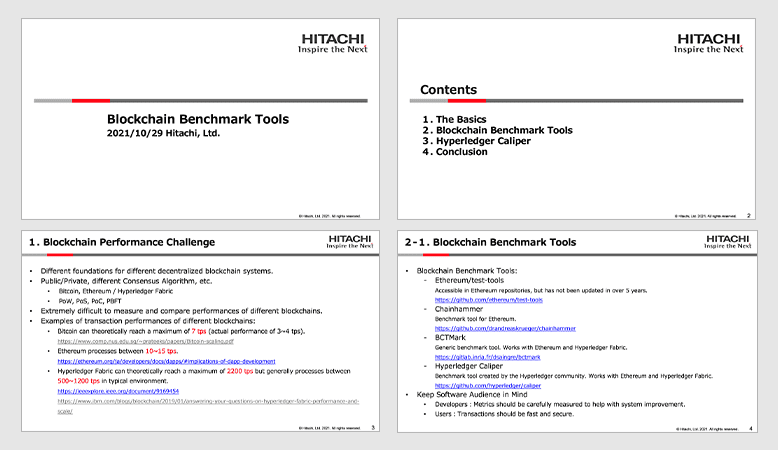 HITACHI
Inspire the Next
Blockchain Benchmark Tools
2021/10/29 Hitachi, Ltd.
© Hitachi, Ltd. 2021. All rights reserved.
HITACHI
Inspire the Next
Contents
1. The Basics
2. Blockchain Benchmark Tools
3. Hyperledger Caliper
4. Conclusion
© Hitachi, Ltd. 2021. All rights reserved. 2
1. Blockchain Performance Challenge
HITACHI
Inspire the Next
• Different foundations for different decentralized blockchain systems.
• Public/Private, different Consensus Algorithm, etc.
• Bitcoin, Ethereum / Hyperledger Fabric
• PoW, PoS, PoC, PBFT
• Extremely difficult to measure and compare performances of different blockchains.
• Examples of transaction performances of different blockchains:
• Bitcoin can theoretically reach a maximum of 7 tps (actual performance of 3~4 tps).
https://www.comp.nus.edu.sg/~prateeks/papers/Bitcoin-scaling.pdf
• Ethereum processes between 10~15 tps.
https://ethereum.org/ja/developers/docs/dapps/#implications-of-dapp-development
• Hyperledger Fabric can theoretically reach a maximum of 2200 tps but generally processes between
500~1200 tps in typical environment.
https://ieeexplore.ieee.org/document/9169454
https://www.ibm.com/blogs/blockchain/2019/01/answering-your-questions-on-hyperledger-fabric-performance-and-
scale/
© Hitachi, Ltd. 2021. All rights reserved. 3
2-1. Blockchain Benchmark Tools
HITACHI
Inspire the Next
• Blockchain Benchmark Tools:
- Ethereum/test-tools
Accessible in Ethereum repositories, but has not been updated in over 5 years.
https://github.com/ethereum/test-tools
- Chainhammer
Benchmark tool for Ethereum.
https://github.com/drandreaskrueger/chainhammer
- BCTMark
Generic benchmark tool. Works with Ethereum and Hyperledger Fabric.
https://gitlab.inria.fr/dsaingre/bctmark
- Hyperledger Caliper
Benchmark tool created by the Hyperledger community. Works with Ethereum and Hyperledger Fabric.
https://github.com/hyperledger/caliper
• Keep Software Audience in Mind
• Developers : Metrics should be carefully measured to help with system improvement.
• Users : Transactions should be fast and secure.
© Hitachi, Ltd. 2021. All rights reserved. 4